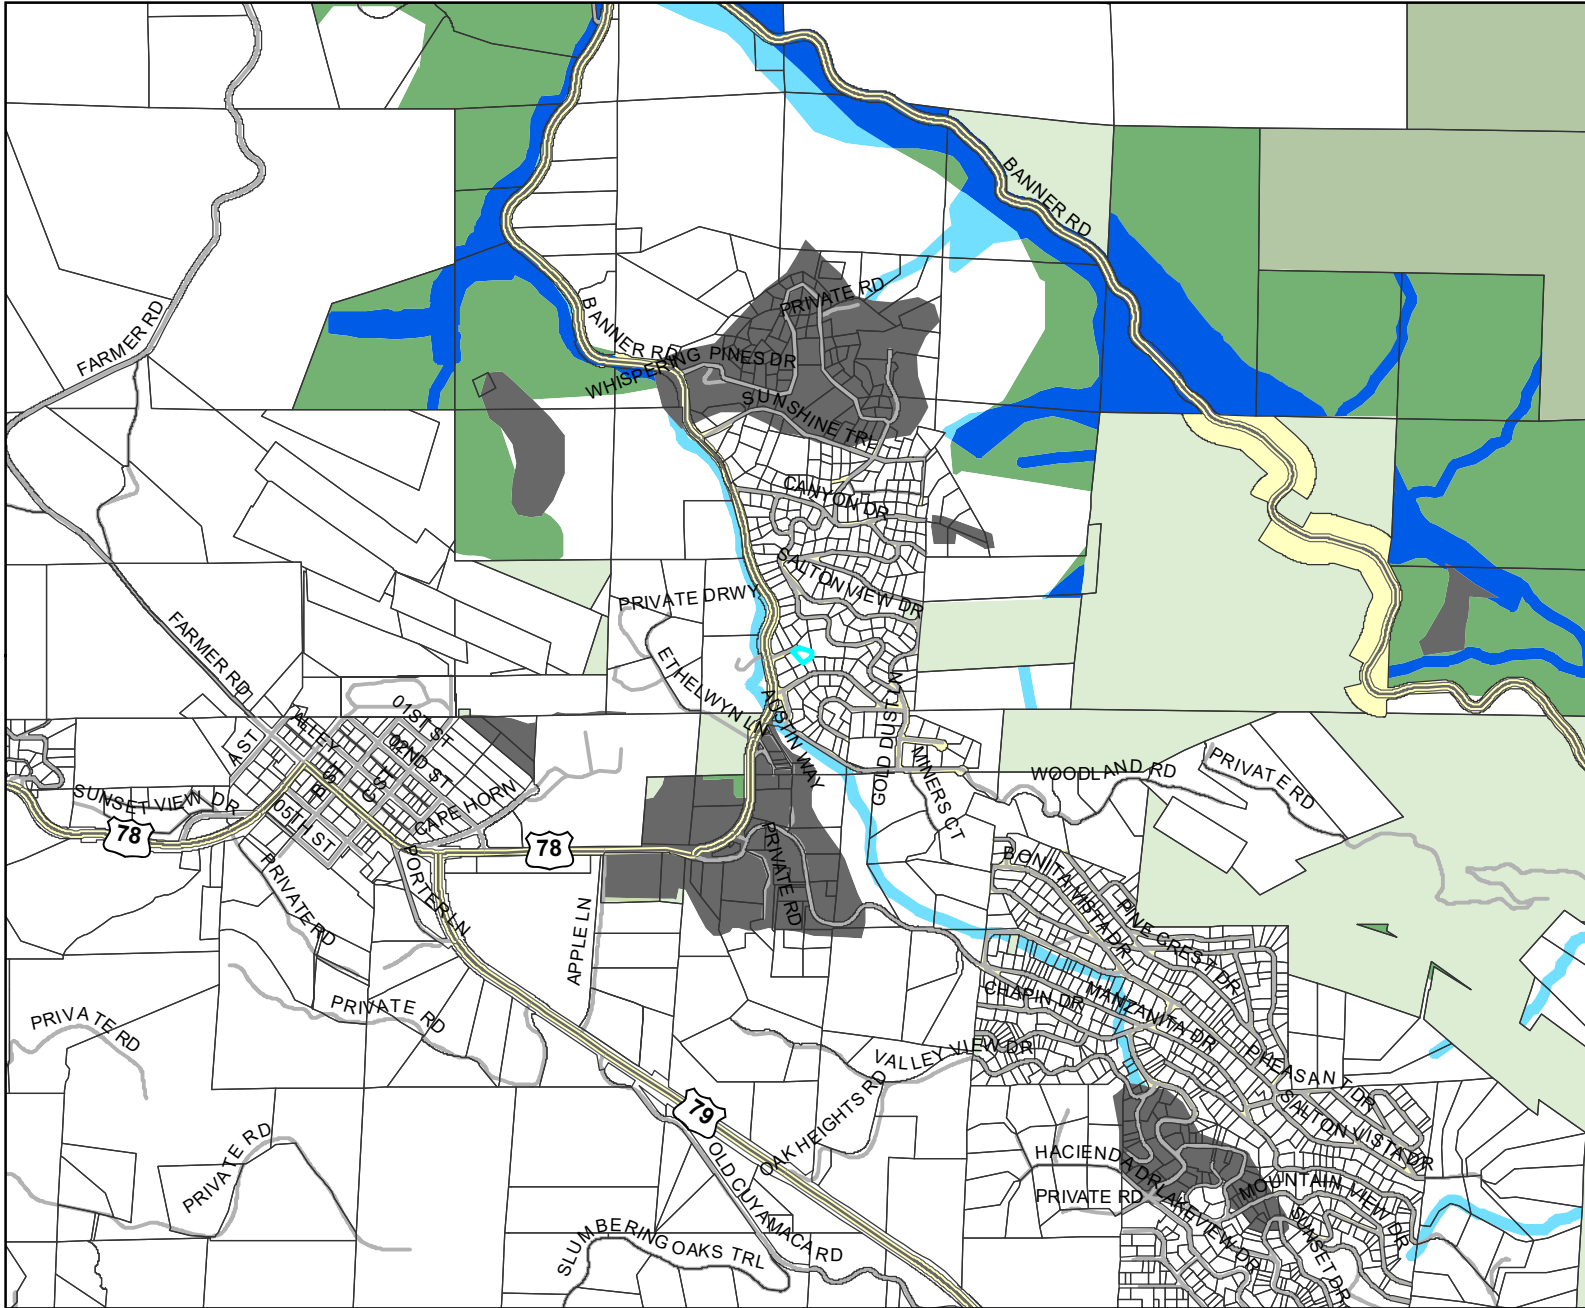 BANNER RD
FARMER RD
PRIVATE RD
BANNER RD
WHISPERING PINES DR
SUNSHINE TRL
CANYON DR
SALTON VIEW DR
PRIVATE DRWY
FARMER RD
ETHELWYN LN
AUSTIN WAY
GOLD DUST LN
MINERS CT
01ST ST
ALLEY
02ND ST
A ST
B ST
C ST
CAPE HORN
SUNSET VIEW DR
05TH ST
78
78
WOODLAND RD
PRIVATE RD
PRIVATE RD
PORTER LN
PRIVATE RD
BONITA VISTA DR
PINE CREST DR
APPLE LN
CHAPIN DR
MANZANITA DR
PRIVATE RD
PRIVATE RD
VALLEY VIEW DR
PHEASANT DR
SALTON VISTA DR
79
OAK HEIGHTS RD
PRIVATE RD
HACIENDA DR
LAKEVIEW DR
PRIVATE RD
MOUNTAIN VIEW DR
SUNSET DR
OLD CUYAMACA RD
SLUMBERING OAKS TRL